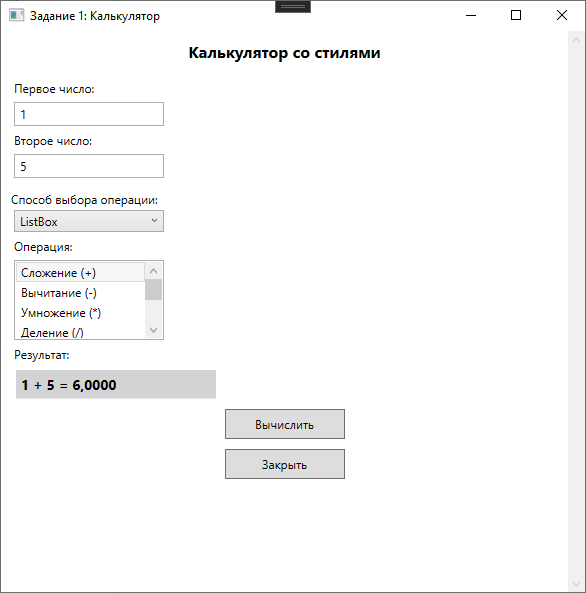 Задание 1: Калькулятор
Калькулятор со стилями
Первое число:
1
Второе число:
5
Способ выбора операции:
ListBox
Операция:
Сложение (+)
Вычитание (-)
Умножение (*)
Деление (/)
Результат:
1 + 5 = 6,0000
Вычислить
Закрыть